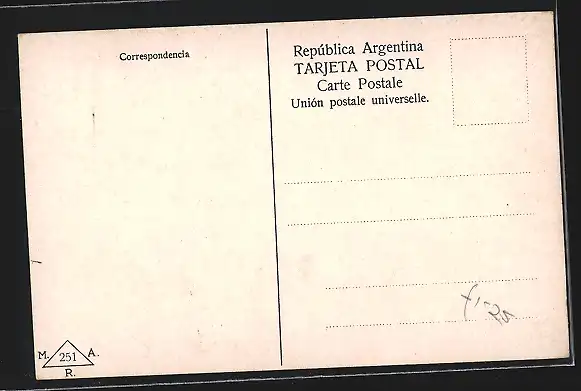 Correspondencia
República Argentina
TARJETA POSTAL
Carte Postale
Unión postale universelle.
M. 251 A.
R.